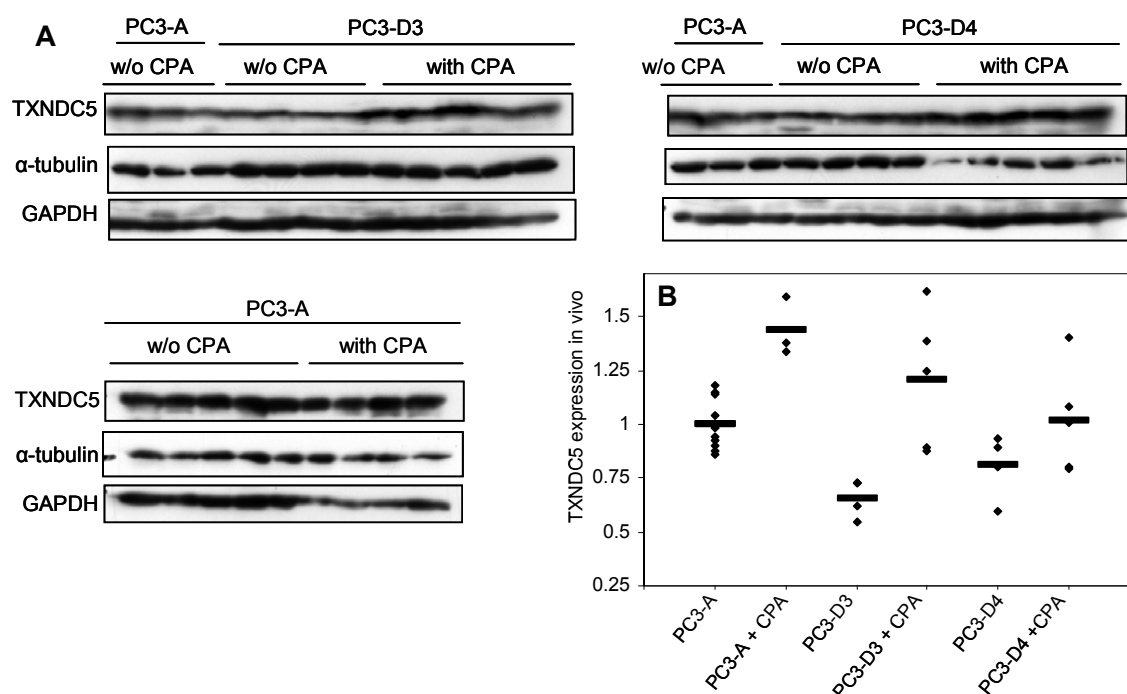 A
PC3-A PC3-D3
w/o CPA w/o CPA with CPA
TXNDC5
α-tubulin
GAPDH
PC3-A PC3-D4
w/o CPA w/o CPA with CPA
PC3-A
w/o CPA with CPA
TXNDC5
α-tubulin
GAPDH
B
TXNDC5 expression in vivo
1.5
1.25
1
0.75
0.5
0.25
PC3-A
PC3-A + CPA
PC3-D3
PC3-D3 + CPA
PC3-D4
PC3-D4 +CPA